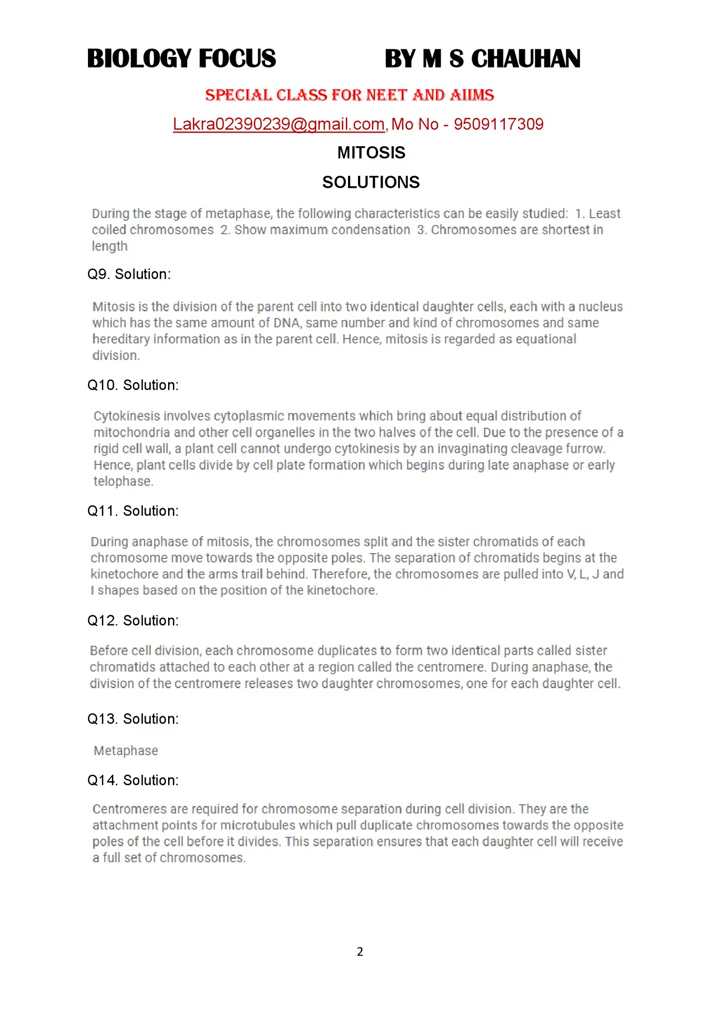 BIOLOGY FOCUS BY M S CHAUHAN
SPECIAL CLASS FOR NEET AND AIIMS
Lakra02390239@gmail.com, Mo No - 9509117309
MITOSIS
SOLUTIONS
During the stage of metaphase, the following characteristics can be easily studied: 1. Least
coiled chromosomes 2. Show maximum condensation 3. Chromosomes are shortest in
length
Q9. Solution:
Mitosis is the division of the parent cell into two identical daughter cells, each with a nucleus
which has the same amount of DNA, same number and kind of chromosomes and same
hereditary information as in the parent cell. Hence, mitosis is regarded as equational
division.
Q10. Solution:
Cytokinesis involves cytoplasmic movements which bring about equal distribution of
mitochondria and other cell organelles in the two halves of the cell. Due to the presence of a
rigid cell wall, a plant cell cannot undergo cytokinesis by an invaginating cleavage furrow.
Hence, plant cells divide by cell plate formation which begins during late anaphase or early
telophase.
Q11. Solution:
During anaphase of mitosis, the chromosomes split and the sister chromatids of each
chromosome move towards the opposite poles. The separation of chromatids begins at the
kinetochore and the arms trail behind. Therefore, the chromosomes are pulled into V, L, J and
I shapes based on the position of the kinetochore.
Q12. Solution:
Before cell division, each chromosome duplicates to form two identical parts called sister
chromatids attached to each other at a region called the centromere. During anaphase, the
division of the centromere releases two daughter chromosomes, one for each daughter cell.
Q13. Solution:
Metaphase
Q14. Solution:
Centromeres are required for chromosome separation during cell division. They are the
attachment points for microtubules which pull duplicate chromosomes towards the opposite
poles of the cell before it divides. This separation ensures that each daughter cell will receive
a full set of chromosomes.
2